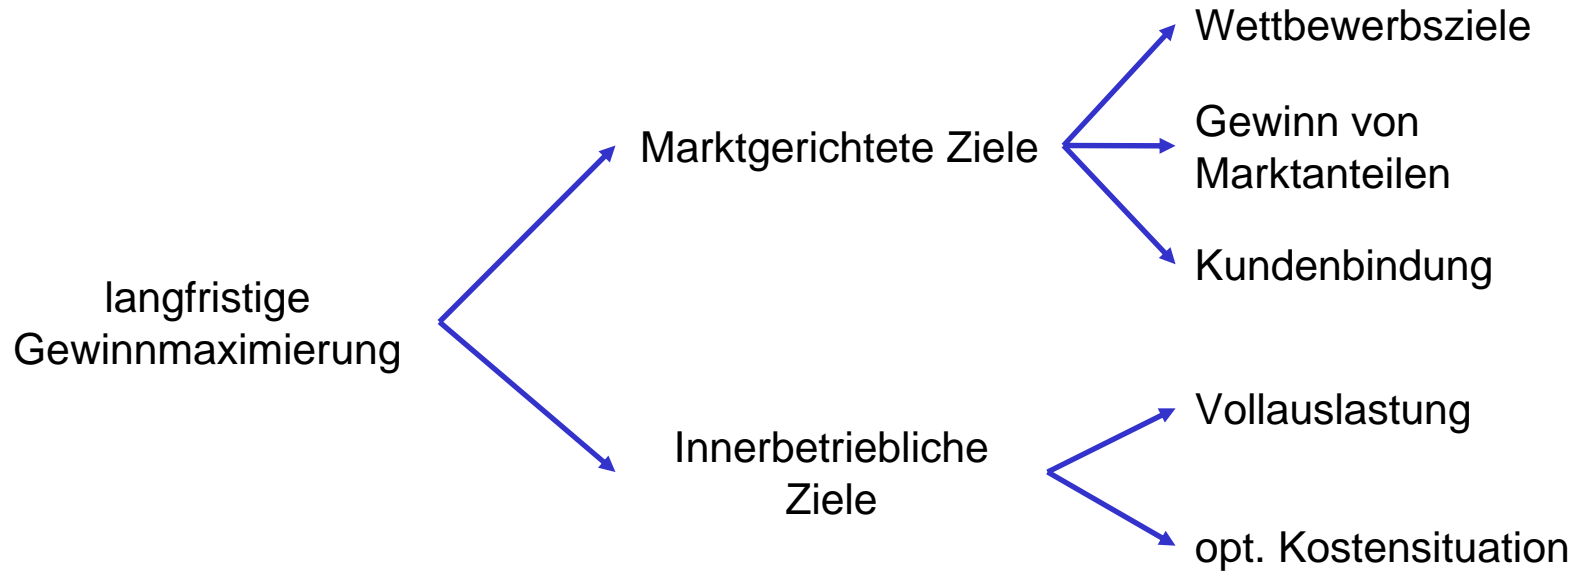 Wettbewerbsziele
Marktgerichtete Ziele
Gewinn von
Marktanteilen
Kundenbindung
langfristige
Gewinnmaximierung
Vollauslastung
Innerbetriebliche
Ziele
opt. Kostensituation